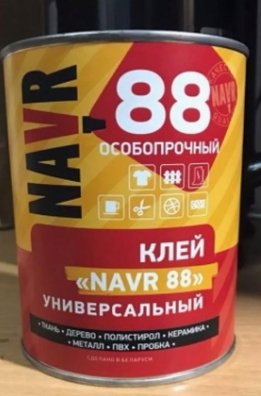 NAVR
88
ОСОБОПРОЧНЫЙ
NAVR
КЛЕЙ
«NAVR 88»
УНИВЕРСАЛЬНЫЙ
• ТКАНЬ • ДЕРЕВО • ПОЛИСТИРОЛ • КЕРАМИКА •
• МЕТАЛЛ • ПВХ • ПРОБКА •
СДЕЛАНО В БЕЛАРУСИ